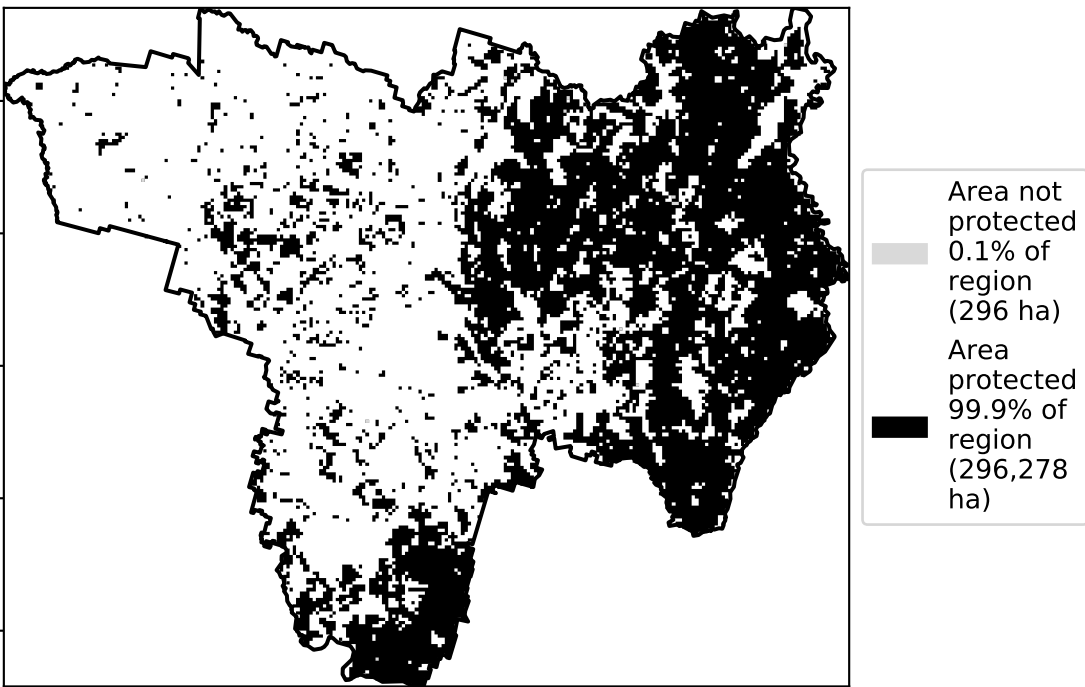 Area not
protected
0.1% of
region
(296 ha)
Area
protected
99.9% of
region
(296,278
ha)